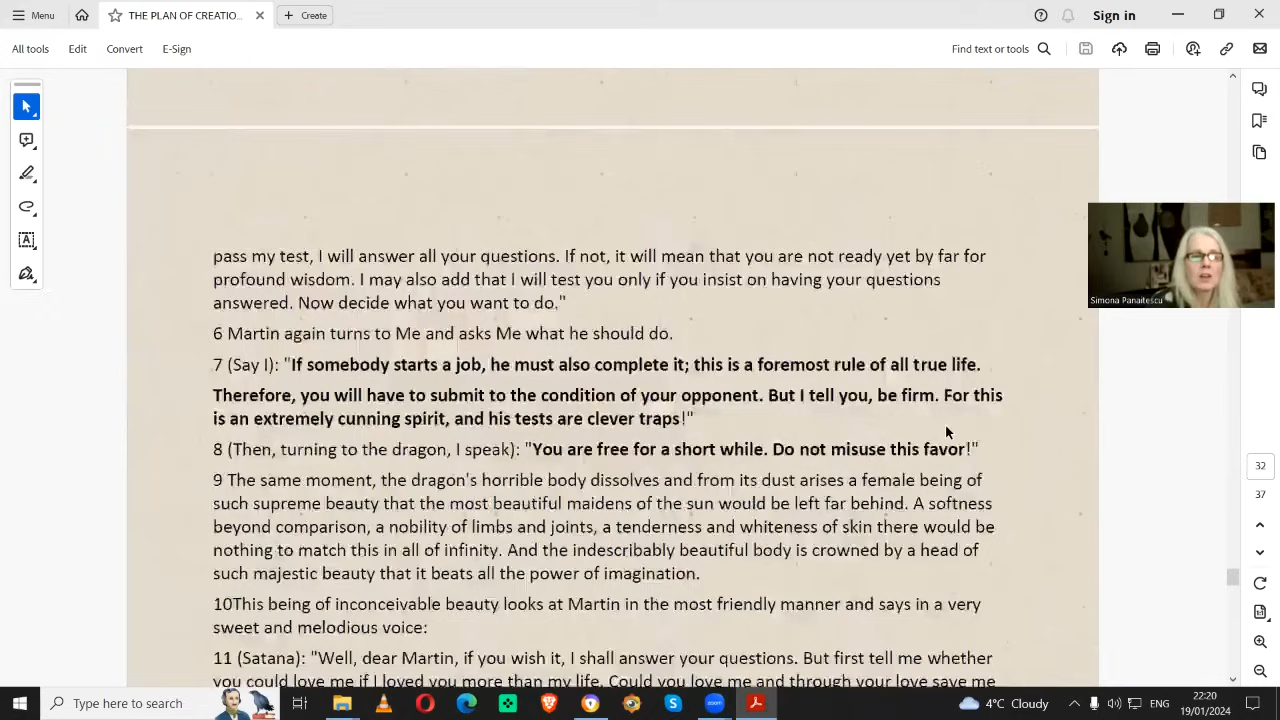 Menu
THE PLAN OF CREATIO...
Create
Sign in
All tools
Edit
Convert
E-Sign
Find text or tools
pass my test, I will answer all your questions. If not, it will mean that you are not ready yet by far for
profound wisdom. I may also add that I will test you only if you insist on having your questions
answered. Now decide what you want to do."
6 Martin again turns to Me and asks Me what he should do.
7 (Say I): "If somebody starts a job, he must also complete it; this is a foremost rule of all true life.
Therefore, you will have to submit to the condition of your opponent. But I tell you, be firm. For this
is an extremely cunning spirit, and his tests are clever traps!"
8 (Then, turning to the dragon, I speak): "You are free for a short while. Do not misuse this favor!"
9 The same moment, the dragon's horrible body dissolves and from its dust arises a female being of
such supreme beauty that the most beautiful maidens of the sun would be left far behind. A softness
beyond comparison, a nobility of limbs and joints, a tenderness and whiteness of skin there would be
nothing to match this in all of infinity. And the indescribably beautiful body is crowned by a head of
such majestic beauty that it beats all the power of imagination.
10This being of inconceivable beauty looks at Martin in the most friendly manner and says in a very
sweet and melodious voice:
11 (Satana): "Well, dear Martin, if you wish it, I shall answer your questions. But first tell me whether
you could love me if I loved you more than my life. Could you love me and through your love save me
Simona Panaitescu
32
37
Type here to search
zoom
4°C Cloudy
ENG
22:20
19/01/2024